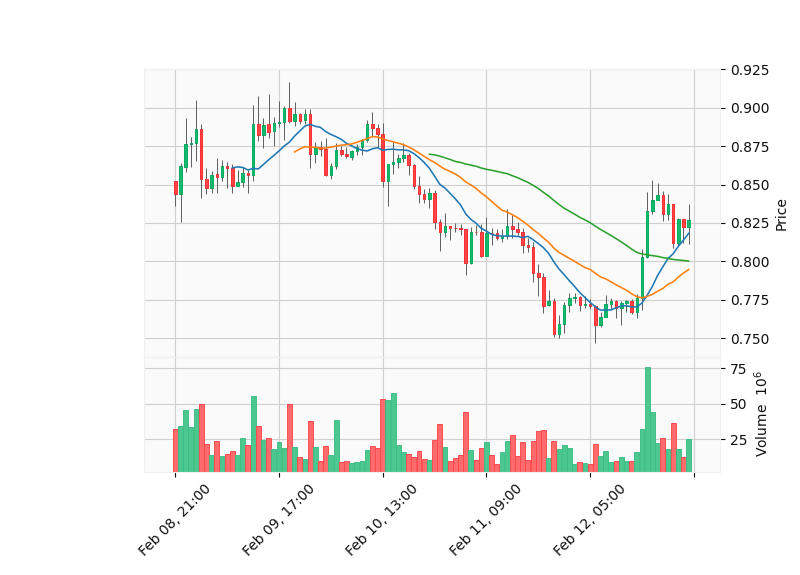 0.925
0.900
0.875
0.850
0.825
0.800
0.775
0.750
Price
75
50
25
Volume 10^6
Feb 08, 21:00
Feb 09, 17:00
Feb 10, 13:00
Feb 11, 09:00
Feb 12, 05:00